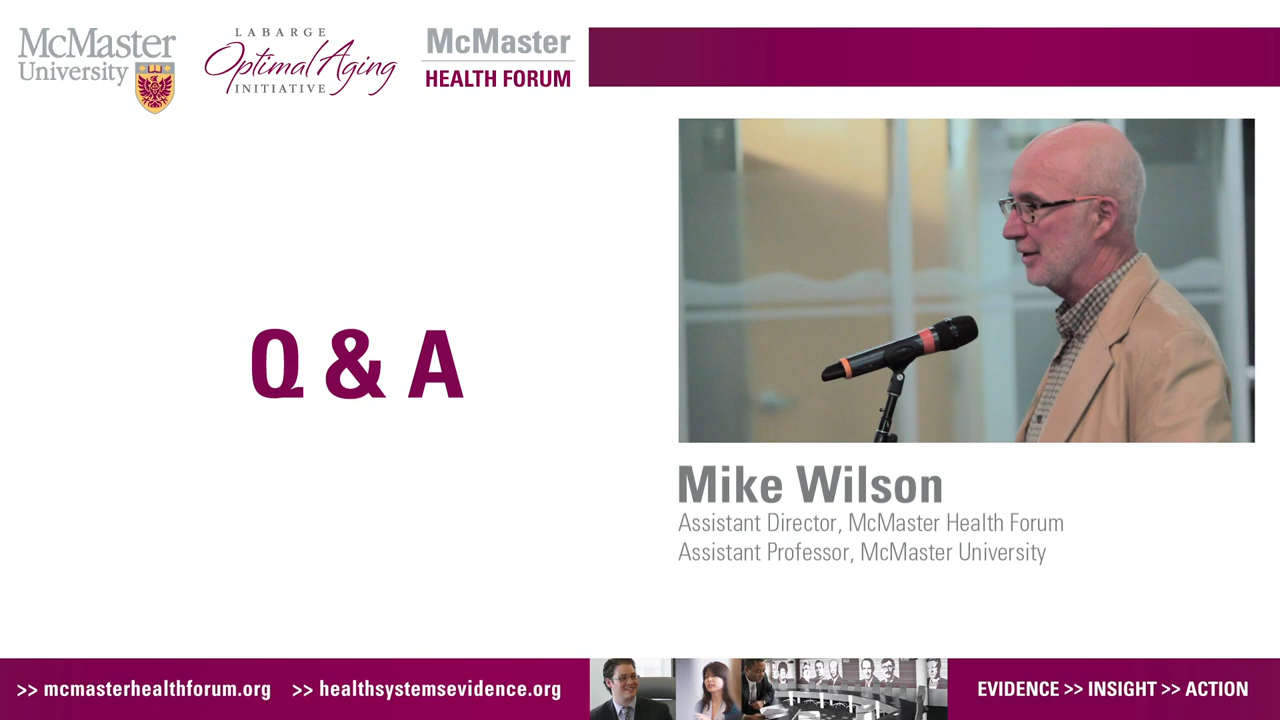 McMaster
University
LABARGE
Optimal Aging
INITIATIVE
McMaster
HEALTH FORUM
Q & A
Mike Wilson
Assistant Director, McMaster Health Forum
Assistant Professor, McMaster University
>> mcmasterhealthforum.org >> healthsystemsevidence.org
EVIDENCE >> INSIGHT >> ACTION